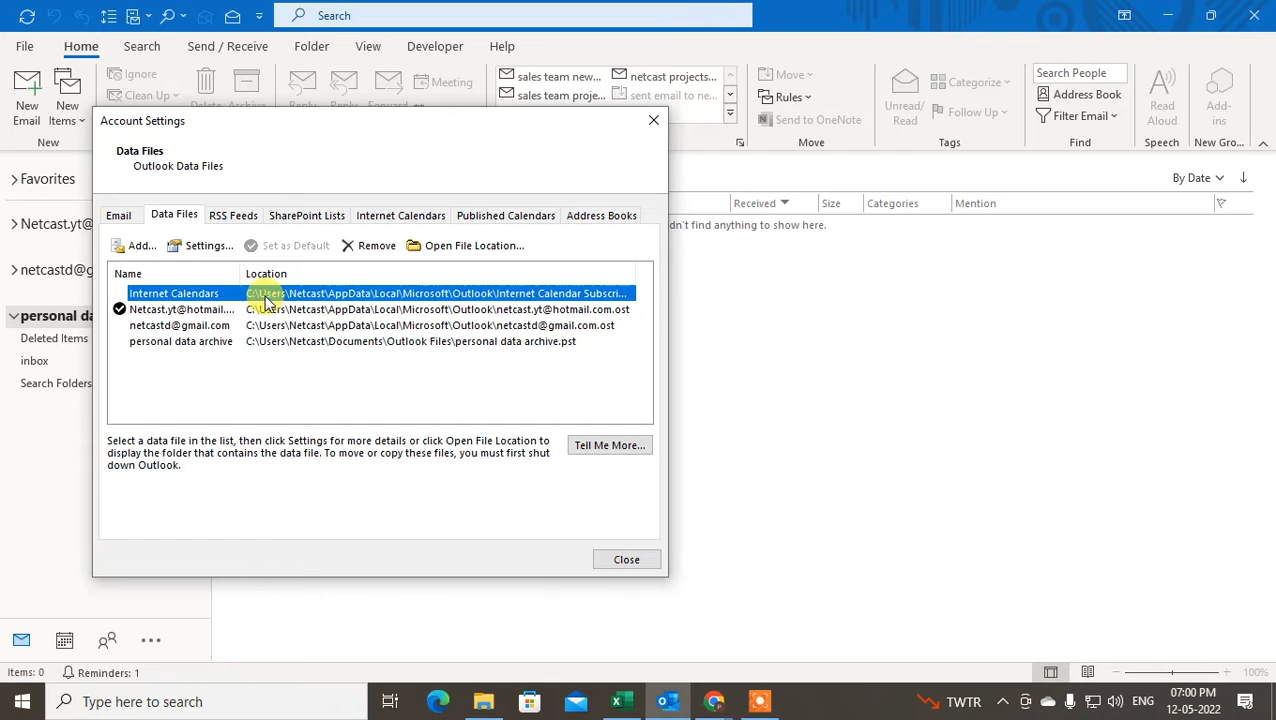 Search
File Home Search Send / Receive Folder View Developer Help
New Email
New Items
Ignore
Clean Up
Meeting
sales team new...
netcast projects...
sales team proje...
sent email to ne...
Move
Rules
Send to OneNote
Unread/ Read
Categorize
Follow Up
Search People
Address Book
Filter Email
Read Aloud
Add-ins
New
Move
Tags
Find
Speech
New Gro...
Favorites
Netcast.yt@
netcastd@g
personal da
Deleted Items
inbox
Search Folders
By Date
Received Size Categories Mention
dn't find anything to show here.
Account Settings
Data Files
Outlook Data Files
Email Data Files RSS Feeds SharePoint Lists Internet Calendars Published Calendars Address Books
Add... Settings... Set as Default Remove Open File Location...
Name Location
Internet Calendars C:\Users\Netcast\AppData\Local\Microsoft\Outlook\Internet Calendar Subscri...
Netcast.yt@hotmail.... C:\Users\Netcast\AppData\Local\Microsoft\Outlook\netcast.yt@hotmail.com.ost
netcastd@gmail.com C:\Users\Netcast\AppData\Local\Microsoft\Outlook\netcastd@gmail.com.ost
personal data archive C:\Users\Netcast\Documents\Outlook Files\personal data archive.pst
Select a data file in the list, then click Settings for more details or click Open File Location to
display the folder that contains the data file. To move or copy these files, you must first shut
down Outlook.
Tell Me More...
Close
Items: 0 Reminders: 1
100%
Type here to search
TWTR
ENG
07:00 PM
12-05-2022